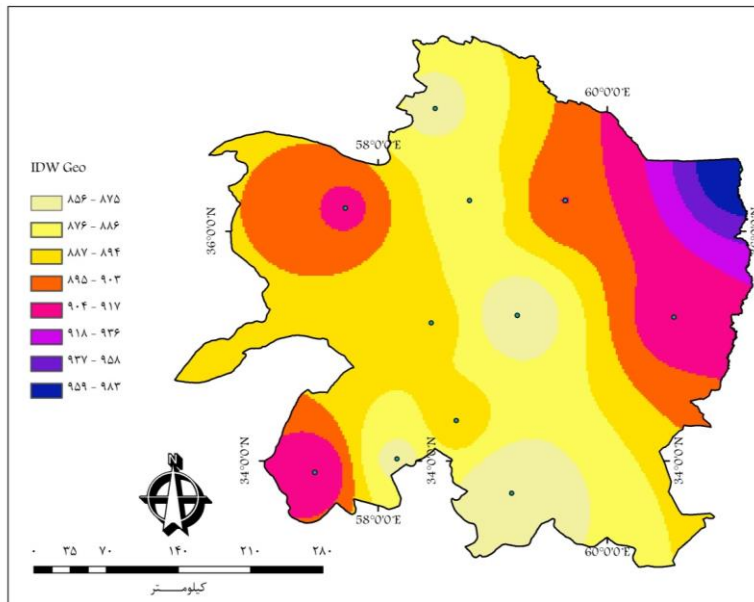 60°0'0"E
58°0'0"E
IDW Geo
۸۵۶ - ۸۷۵
۸۷۶ - ۸۸۶
۸۸۷ - ۸۹۴
۸۹۵ - ۹۰۳
۹۰۴ - ۹۱۷
۹۱۸ - ۹۳۶
۹۳۷ - ۹۵۸
۹۵۹ - ۹۸۳
36°0'0"N
34°0'0"N
34°0'0"N
34°0'0"N
N
58°0'0"E
60°0'0"E
۰ ۳۵ ۷۰ ۱۴۰ ۲۱۰ ۲۸۰
کیلومتر